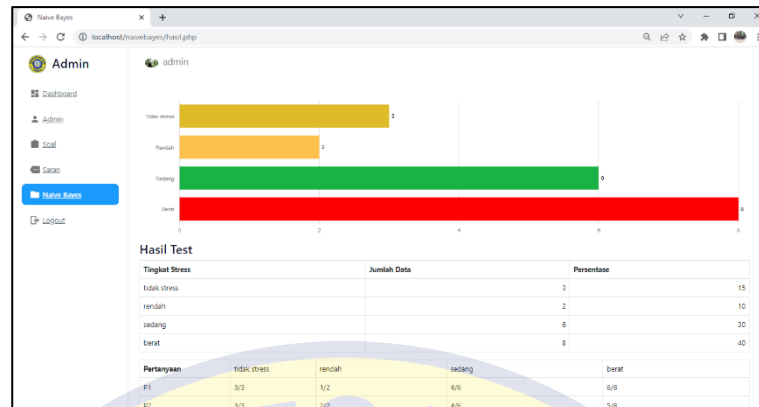 Naive Bayes
localhost/naivebayes/hasil.php
Admin
admin
Dashboard
Admin
Soal
Saran
Naive Bayes
Logout
Tidak stress 3
Rendah 2
Sedang 6
Berat 8
0 2 4 6 8
Hasil Test
Tingkat Stress Jumlah Data Persentase
tidak stress 3 15
rendah 2 10
sedang 6 30
berat 8 40
Pertanyaan tidak stress rendah sedang berat
P1 3/3 1/2 4/6 6/8
P2 3/3 2/2 4/6 5/8